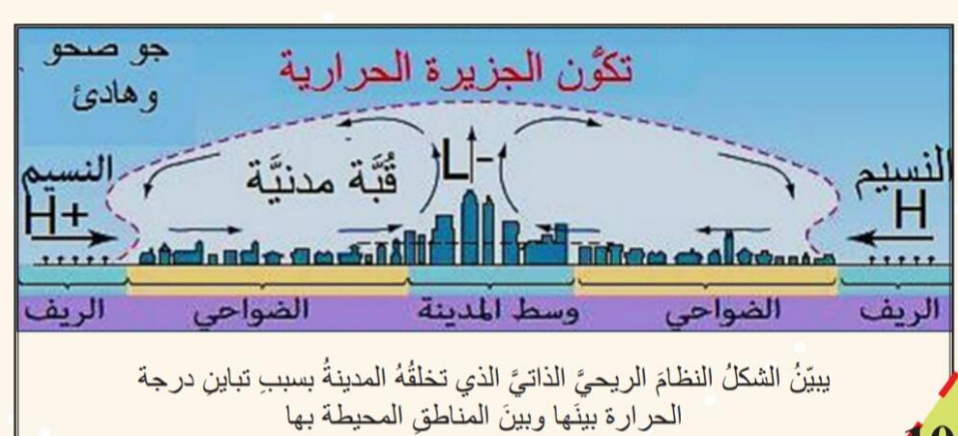 جو صحو
وهادئ
تكوَّن الجزيرة الحرارية
النسيم
H+
قُبَّة مدنيَّة
L-
النسيم
H
الريف
الضواحي
وسط المدينة
الضواحي
الريف
يبيّنُ الشكلُ النظامَ الريحيَّ الذاتيَّ الذي تخلقُهُ المدينةُ بسببِ تباينِ درجة
الحرارة بينَها وبينَ المناطقِ المحيطة بها